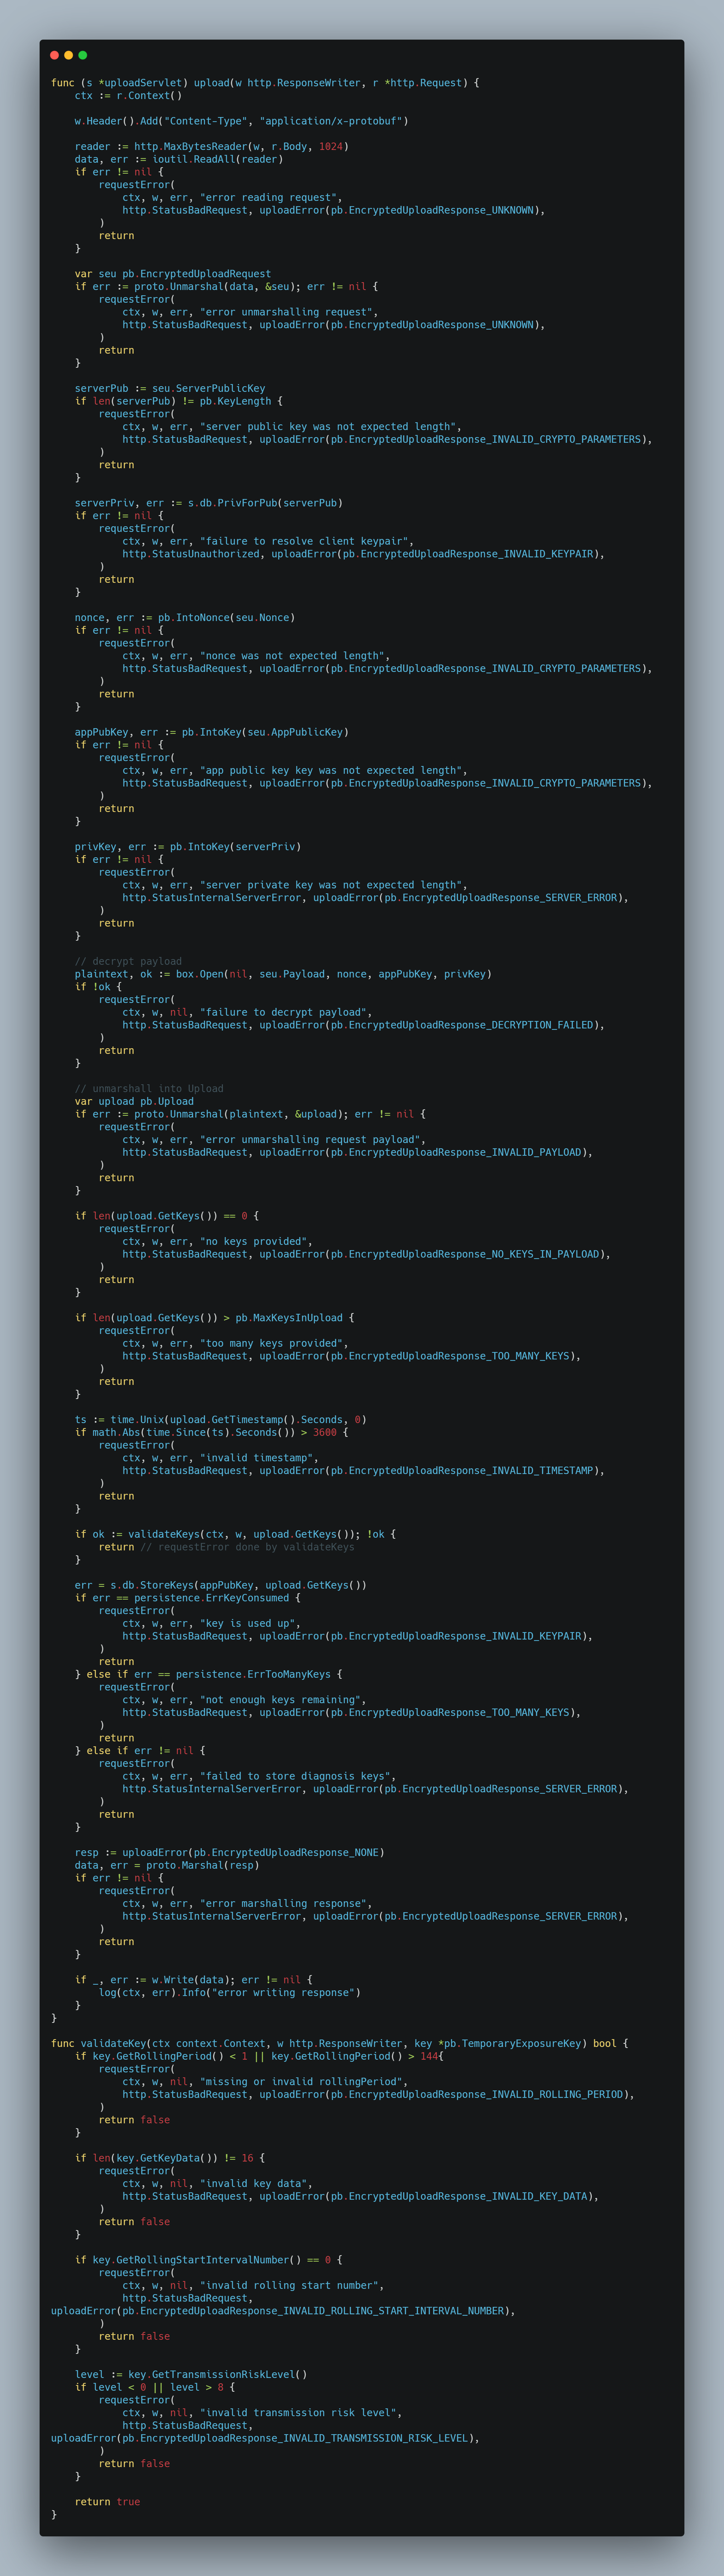 func (s *uploadServlet) upload(w http.ResponseWriter, r *http.Request) {
    ctx := r.Context()

    w.Header().Add("Content-Type", "application/x-protobuf")

    reader := http.MaxBytesReader(w, r.Body, 1024)
    data, err := ioutil.ReadAll(reader)
    if err != nil {
        requestError(
            ctx, w, err, "error reading request",
            http.StatusBadRequest, uploadError(pb.EncryptedUploadResponse_UNKNOWN),
        )
        return
    }

    var seu pb.EncryptedUploadRequest
    if err := proto.Unmarshal(data, &seu); err != nil {
        requestError(
            ctx, w, err, "error unmarshalling request",
            http.StatusBadRequest, uploadError(pb.EncryptedUploadResponse_UNKNOWN),
        )
        return
    }

    serverPub := seu.ServerPublicKey
    if len(serverPub) != pb.KeyLength {
        requestError(
            ctx, w, err, "server public key was not expected length",
            http.StatusBadRequest, uploadError(pb.EncryptedUploadResponse_INVALID_CRYPTO_PARAMETERS),
        )
        return
    }

    serverPriv, err := s.db.PrivForPub(serverPub)
    if err != nil {
        requestError(
            ctx, w, err, "failure to resolve client keypair",
            http.StatusUnauthorized, uploadError(pb.EncryptedUploadResponse_INVALID_KEYPAIR),
        )
        return
    }

    nonce, err := pb.IntoNonce(seu.Nonce)
    if err != nil {
        requestError(
            ctx, w, err, "nonce was not expected length",
            http.StatusBadRequest, uploadError(pb.EncryptedUploadResponse_INVALID_CRYPTO_PARAMETERS),
        )
        return
    }

    appPubKey, err := pb.IntoKey(seu.AppPublicKey)
    if err != nil {
        requestError(
            ctx, w, err, "app public key key was not expected length",
            http.StatusBadRequest, uploadError(pb.EncryptedUploadResponse_INVALID_CRYPTO_PARAMETERS),
        )
        return
    }

    privKey, err := pb.IntoKey(serverPriv)
    if err != nil {
        requestError(
            ctx, w, err, "server private key was not expected length",
            http.StatusInternalServerError, uploadError(pb.EncryptedUploadResponse_SERVER_ERROR),
        )
        return
    }

    // decrypt payload
    plaintext, ok := box.Open(nil, seu.Payload, nonce, appPubKey, privKey)
    if !ok {
        requestError(
            ctx, w, nil, "failure to decrypt payload",
            http.StatusBadRequest, uploadError(pb.EncryptedUploadResponse_DECRYPTION_FAILED),
        )
        return
    }

    // unmarshall into Upload
    var upload pb.Upload
    if err := proto.Unmarshal(plaintext, &upload); err != nil {
        requestError(
            ctx, w, err, "error unmarshalling request payload",
            http.StatusBadRequest, uploadError(pb.EncryptedUploadResponse_INVALID_PAYLOAD),
        )
        return
    }

    if len(upload.GetKeys()) == 0 {
        requestError(
            ctx, w, err, "no keys provided",
            http.StatusBadRequest, uploadError(pb.EncryptedUploadResponse_NO_KEYS_IN_PAYLOAD),
        )
        return
    }

    if len(upload.GetKeys()) > pb.MaxKeysInUpload {
        requestError(
            ctx, w, err, "too many keys provided",
            http.StatusBadRequest, uploadError(pb.EncryptedUploadResponse_TOO_MANY_KEYS),
        )
        return
    }

    ts := time.Unix(upload.GetTimestamp().Seconds, 0)
    if math.Abs(time.Since(ts).Seconds()) > 3600 {
        requestError(
            ctx, w, err, "invalid timestamp",
            http.StatusBadRequest, uploadError(pb.EncryptedUploadResponse_INVALID_TIMESTAMP),
        )
        return
    }

    if ok := validateKeys(ctx, w, upload.GetKeys()); !ok {
        return // requestError done by validateKeys
    }

    err = s.db.StoreKeys(appPubKey, upload.GetKeys())
    if err == persistence.ErrKeyConsumed {
        requestError(
            ctx, w, err, "key is used up",
            http.StatusBadRequest, uploadError(pb.EncryptedUploadResponse_INVALID_KEYPAIR),
        )
        return
    } else if err == persistence.ErrTooManyKeys {
        requestError(
            ctx, w, err, "not enough keys remaining",
            http.StatusBadRequest, uploadError(pb.EncryptedUploadResponse_TOO_MANY_KEYS),
        )
        return
    } else if err != nil {
        requestError(
            ctx, w, err, "failed to store diagnosis keys",
            http.StatusInternalServerError, uploadError(pb.EncryptedUploadResponse_SERVER_ERROR),
        )
        return
    }

    resp := uploadError(pb.EncryptedUploadResponse_NONE)
    data, err = proto.Marshal(resp)
    if err != nil {
        requestError(
            ctx, w, err, "error marshalling response",
            http.StatusInternalServerError, uploadError(pb.EncryptedUploadResponse_SERVER_ERROR),
        )
        return
    }

    if _, err := w.Write(data); err != nil {
        log(ctx, err).Info("error writing response")
    }
}

func validateKey(ctx context.Context, w http.ResponseWriter, key *pb.TemporaryExposureKey) bool {
    if key.GetRollingPeriod() < 1 || key.GetRollingPeriod() > 144{
        requestError(
            ctx, w, nil, "missing or invalid rollingPeriod",
            http.StatusBadRequest, uploadError(pb.EncryptedUploadResponse_INVALID_ROLLING_PERIOD),
        )
        return false
    }

    if len(key.GetKeyData()) != 16 {
        requestError(
            ctx, w, nil, "invalid key data",
            http.StatusBadRequest, uploadError(pb.EncryptedUploadResponse_INVALID_KEY_DATA),
        )
        return false
    }

    if key.GetRollingStartIntervalNumber() == 0 {
        requestError(
            ctx, w, nil, "invalid rolling start number",
            http.StatusBadRequest,
uploadError(pb.EncryptedUploadResponse_INVALID_ROLLING_START_INTERVAL_NUMBER),
        )
        return false
    }

    level := key.GetTransmissionRiskLevel()
    if level < 0 || level > 8 {
        requestError(
            ctx, w, nil, "invalid transmission risk level",
            http.StatusBadRequest,
uploadError(pb.EncryptedUploadResponse_INVALID_TRANSMISSION_RISK_LEVEL),
        )
        return false
    }

    return true
}